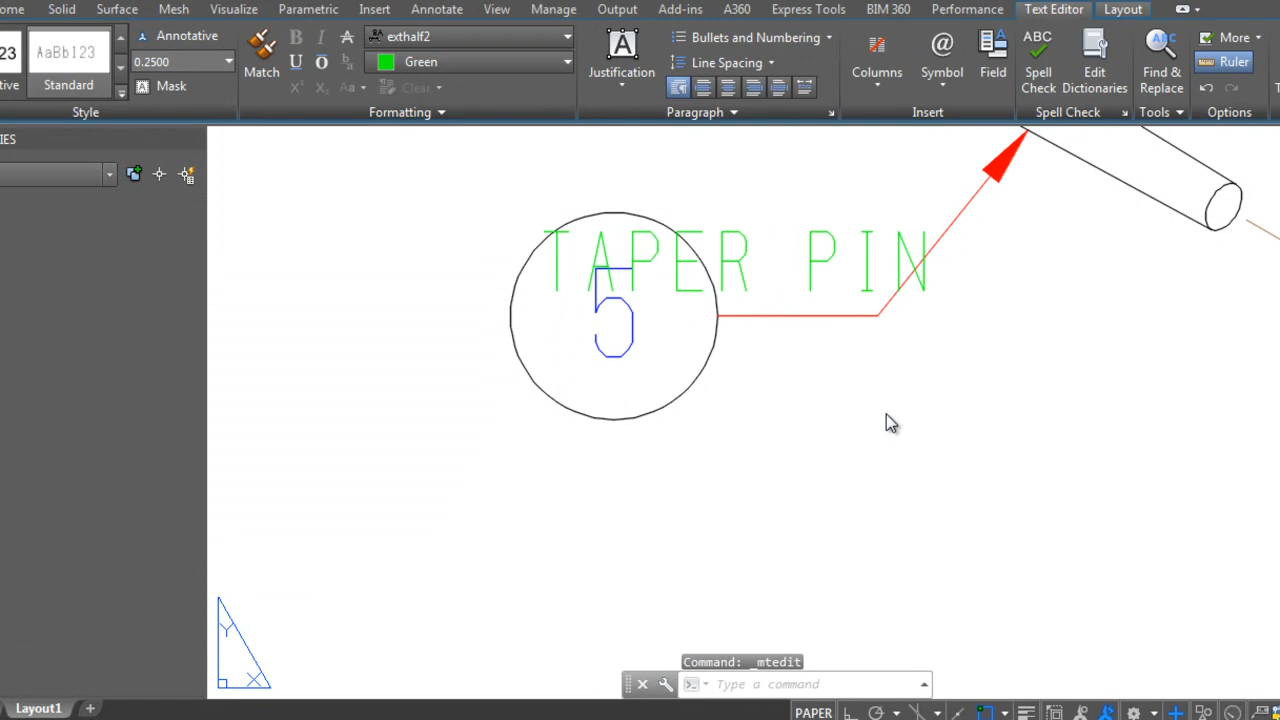 ome Solid Surface Mesh Visualize Parametric Insert Annotate View Manage Output Add-ins A360 Express Tools BIM 360 Performance Text Editor Layout
23 AaBb123 Annotative exthalf2 Bullets and Numbering ABC More
0.2500 Green Line Spacing Ruler
tive Standard Mask Match Justification Columns Symbol Field Spell Check Edit Dictionaries Find & Replace
Style Formatting Paragraph Insert Spell Check Tools Options
IES
TAPER PIN
5
Y
X
Command: _mtedit
Type a command
Layout1
PAPER